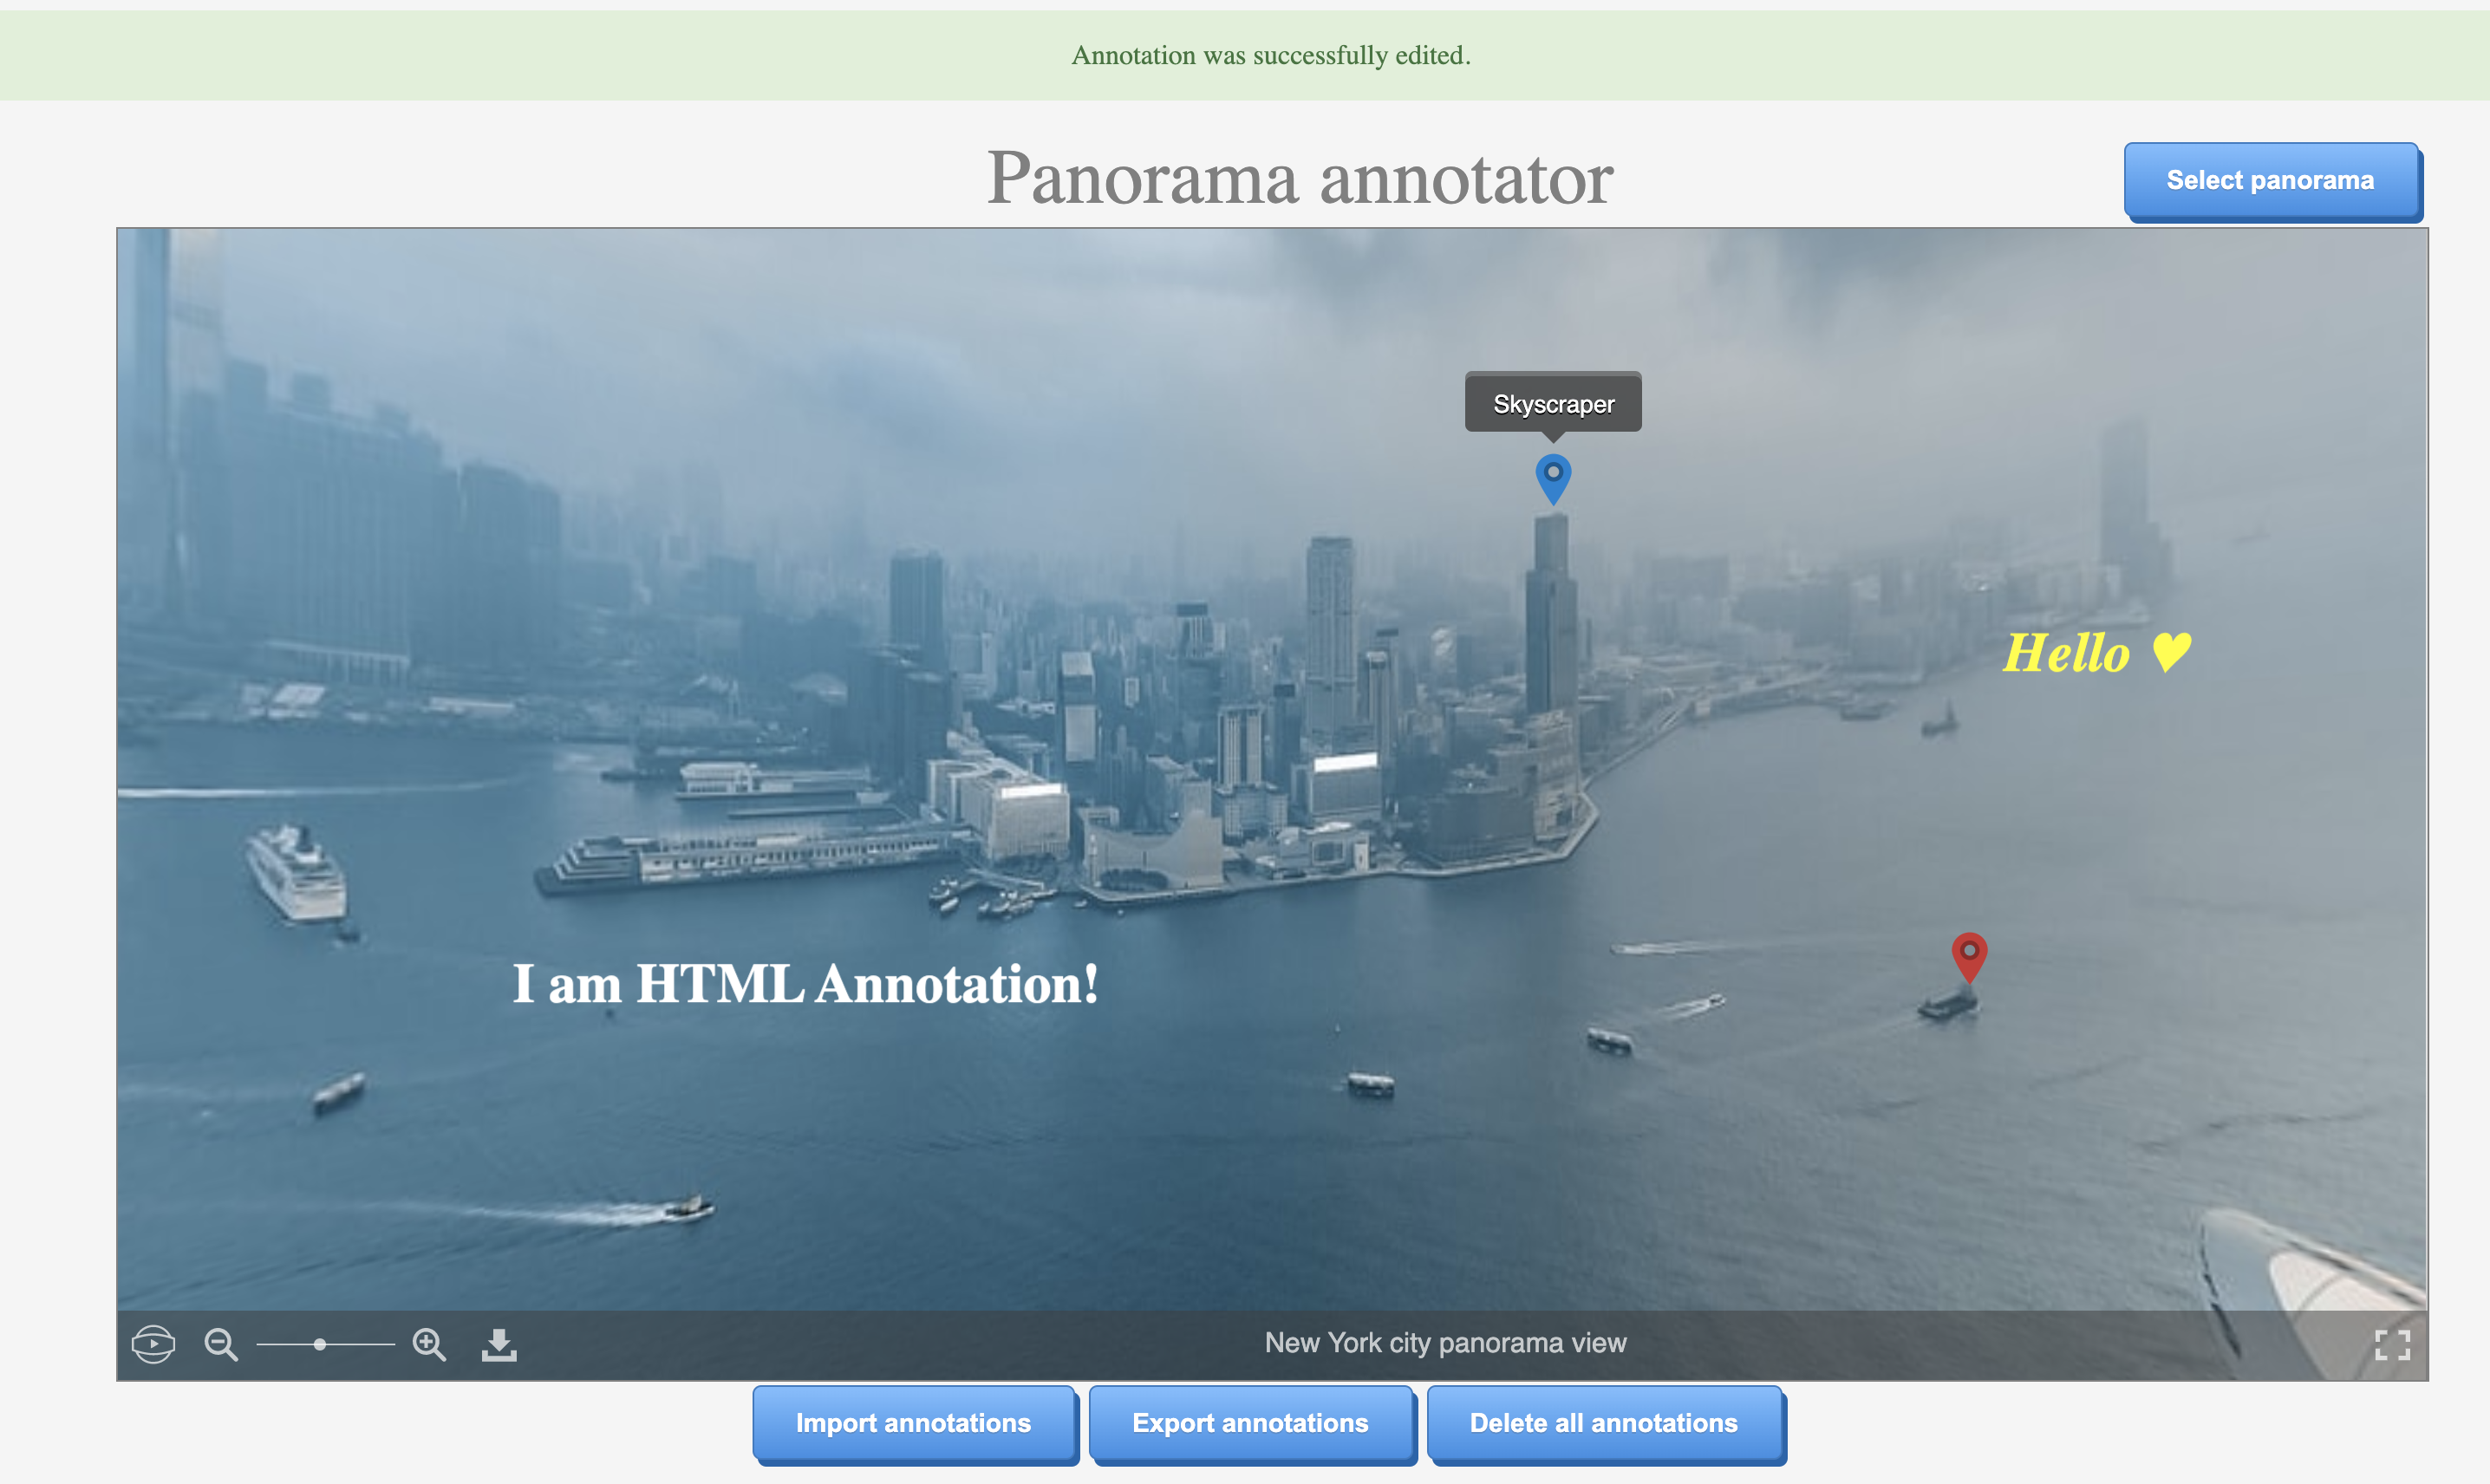 Annotation was successfully edited.
Panorama annotator
Select panorama
Skyscraper
Hello ♥
I am HTML Annotation!
New York city panorama view
Import annotations
Export annotations
Delete all annotations